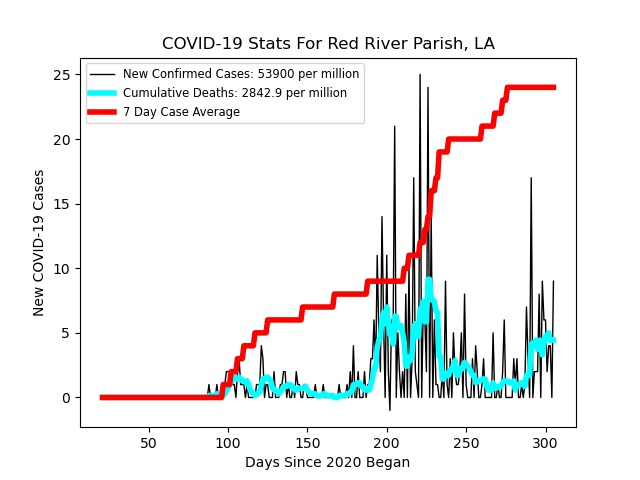 COVID-19 Stats For Red River Parish, LA
New Confirmed Cases: 53900 per million
Cumulative Deaths: 2842.9 per million
7 Day Case Average
25
20
15
10
5
0
New COVID-19 Cases
50 100 150 200 250 300
Days Since 2020 Began